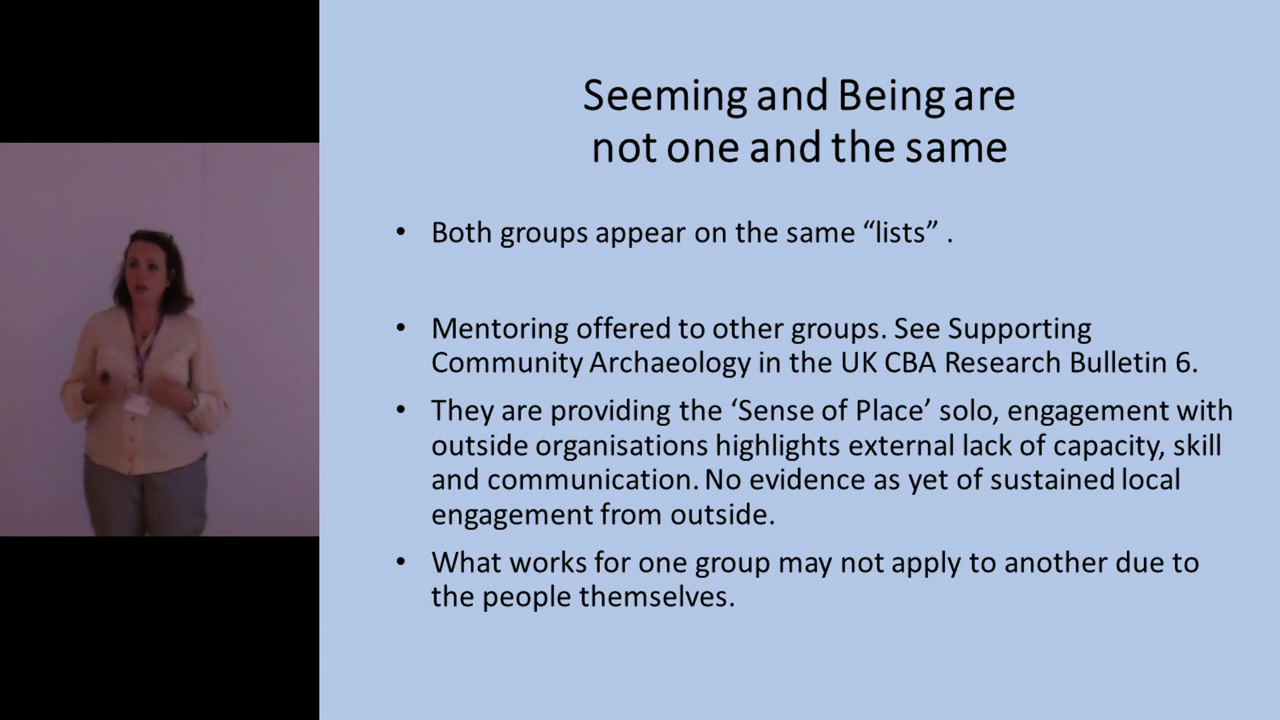 Seeming and Being are
not one and the same
• Both groups appear on the same “lists” .
• Mentoring offered to other groups. See Supporting
Community Archaeology in the UK CBA Research Bulletin 6.
• They are providing the ‘Sense of Place’ solo, engagement with
outside organisations highlights external lack of capacity, skill
and communication. No evidence as yet of sustained local
engagement from outside.
• What works for one group may not apply to another due to
the people themselves.